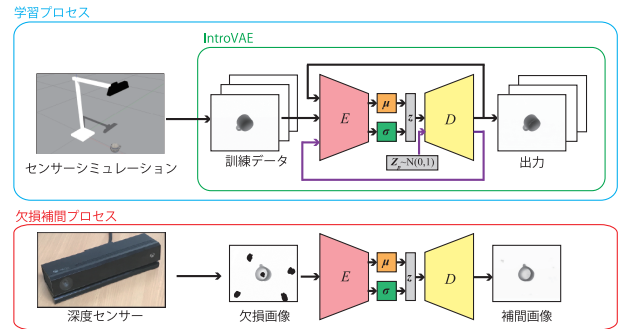 学習プロセス
IntroVAE
E
μ
σ
z
D
Zp~N(0,1)
センサーシミュレーション
訓練データ
出力
欠損補間プロセス
E
μ
σ
z
D
深度センサー
欠損画像
補間画像